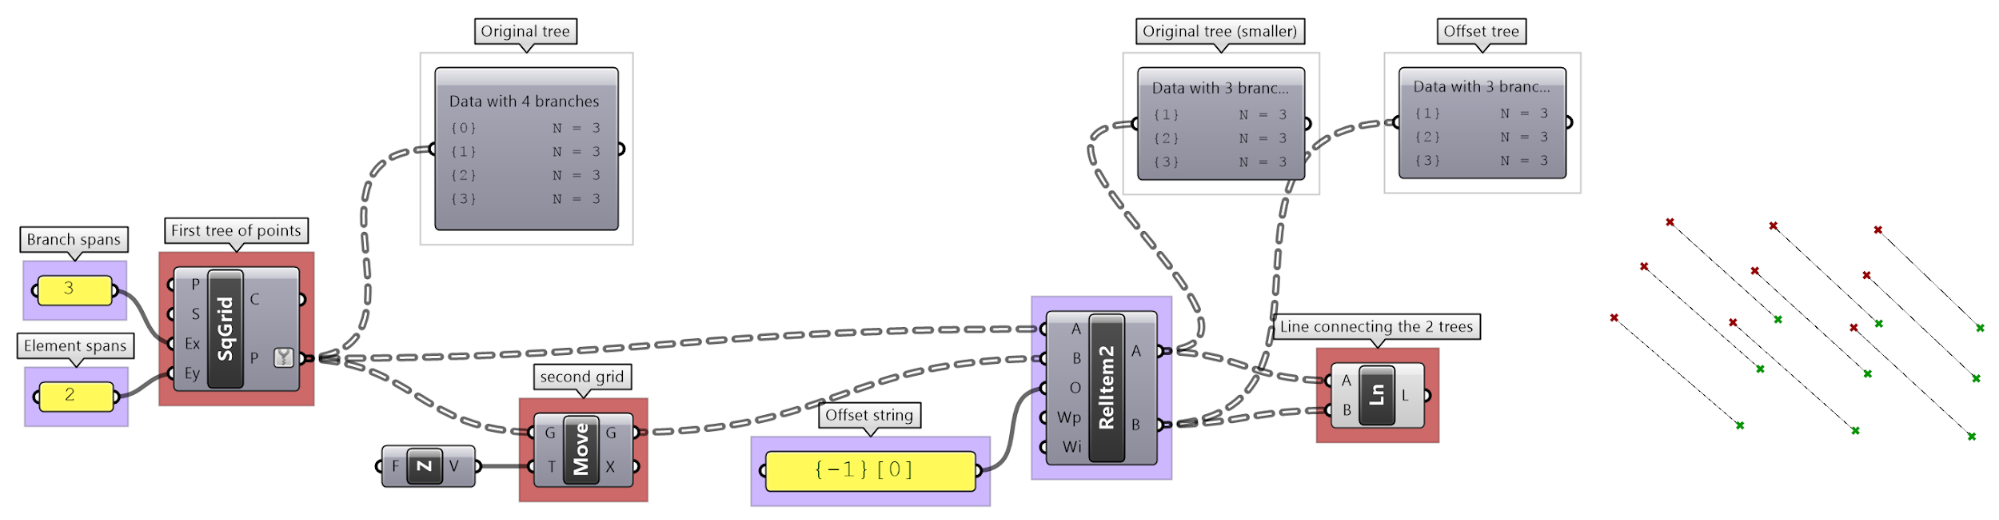 Branch spans
3
Element spans
2
First tree of points
P
S
Ex
Ey
SqGrid
C
P
Original tree
Data with 4 branches
{0} N = 3
{1} N = 3
{2} N = 3
{3} N = 3
F
Z
V
second grid
G
T
Move
G
X
Offset string
{-1}[0]
A
B
O
Wp
Wi
RelItem2
A
B
Original tree (smaller)
Data with 3 branc...
{1} N = 3
{2} N = 3
{3} N = 3
Offset tree
Data with 3 branc...
{1} N = 3
{2} N = 3
{3} N = 3
Line connecting the 2 trees
A
B
Ln
L